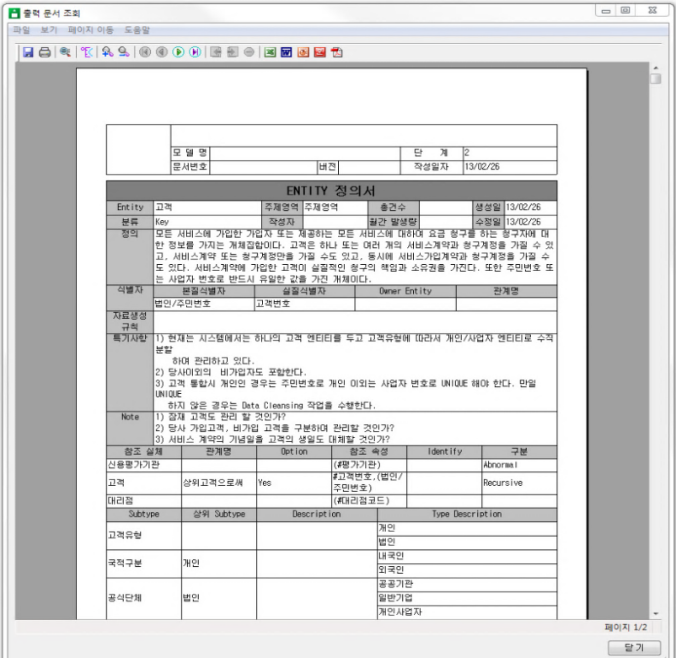 출력 문서 조회
파일 보기 페이지 이동 도움말
모 델 명 단 계 2
문서번호 버전 작성일자 13/02/26
ENTITY 정의서
Entity 고객 주제영역 주제영역 총건수 생성일 13/02/26
분류 Key 작성자 월간 발생량 수정일 13/02/26
정의 모든 서비스에 가입한 가입자 또는 제공하는 모든 서비스에 대하여 요금 청구를 하는 청구자에 대
한 정보를 가지는 개체집합이다. 고객은 하나 또는 여러 개의 서비스계약과 청구계정을 가질 수 있
고, 서비스계약 또는 청구계정만을 가질 수도 있고, 동시에 서비스가입계약과 청구계정을 가질 수
도 있다. 서비스계약에 가입한 고객이 실질적인 청구의 책임과 소유권을 가진다. 또한 주민번호 또
는 사업자 번호로 반드시 유일한 값을 가진 개체이다.
식별자 본질식별자 실질식별자 Owner Entity 관계명
법인/주민번호 고객번호
자료생성
규칙
특기사항 1) 현재는 시스템에서는 하나의 고객 엔티티를 두고 고객유형에 따라서 개인/사업자 엔티티로 수직
분할
하여 관리하고 있다.
2) 당사이외의 비가입자도 포함한다.
3) 고객 통합시 개인인 경우는 주민번호로 개인 이외는 사업자 번호로 UNIQUE 해야 한다. 만일
UNIQUE
하지 않은 경우는 Data Cleansing 작업을 수행한다.
Note 1) 잠재 고객도 관리 할 것인가?
2) 당사 가입고객, 비가입 고객을 구분하여 관리할 것인가?
3) 서비스 계약의 기념일을 고객의 생일도 대체할 것인가?
참조 실체 관계명 Option 참조 속성 Identity 구분
신용평가기관 (#평가기관) Abnormal
고객 상위고객으로써 Yes #고객번호,(법인/
주민번호) Recursive
대리점 (#대리점코드)
Subtype 상위 Subtype Description Type Description
고객유형 개인
법인
국적구분 개인 내국인
외국인
공식단체 법인 공공기관
일반기업
개인사업자
페이지 1/2
닫기